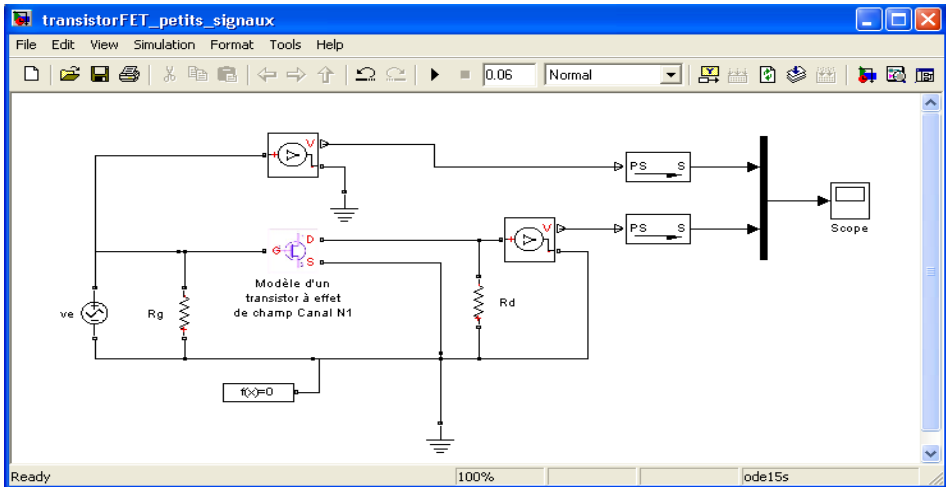 transistorFET_petits_signaux
File Edit View Simulation Format Tools Help
0.06 Normal
V
PS S
Scope
V
PS S
G D
S
Modèle d'un
transistor à effet
de champ Canal N1
ve
Rg
Rd
f(x)=0
Ready 100% ode15s